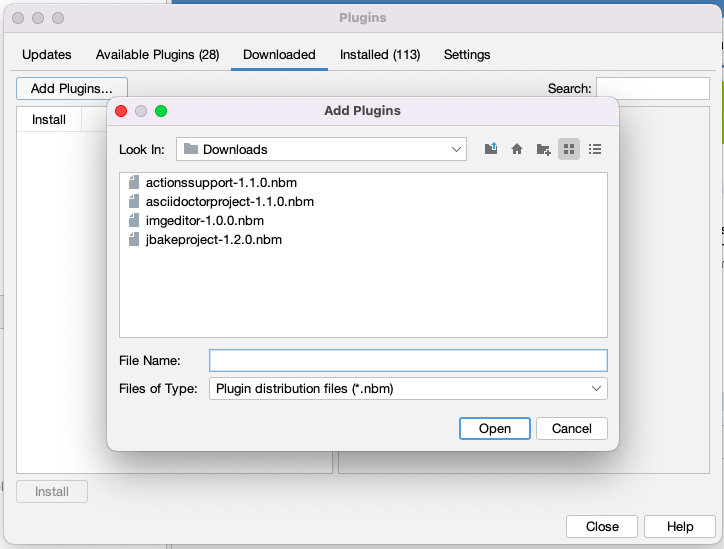 Plugins
Updates Available Plugins (28) Downloaded Installed (113) Settings
Add Plugins... Search:
Install
Add Plugins
Look In: Downloads
actionssupport-1.1.0.nbm
asciidoctorproject-1.1.0.nbm
imgeditor-1.0.0.nbm
jbakeproject-1.2.0.nbm
File Name:
Files of Type: Plugin distribution files (*.nbm)
Open Cancel
Install
Close Help